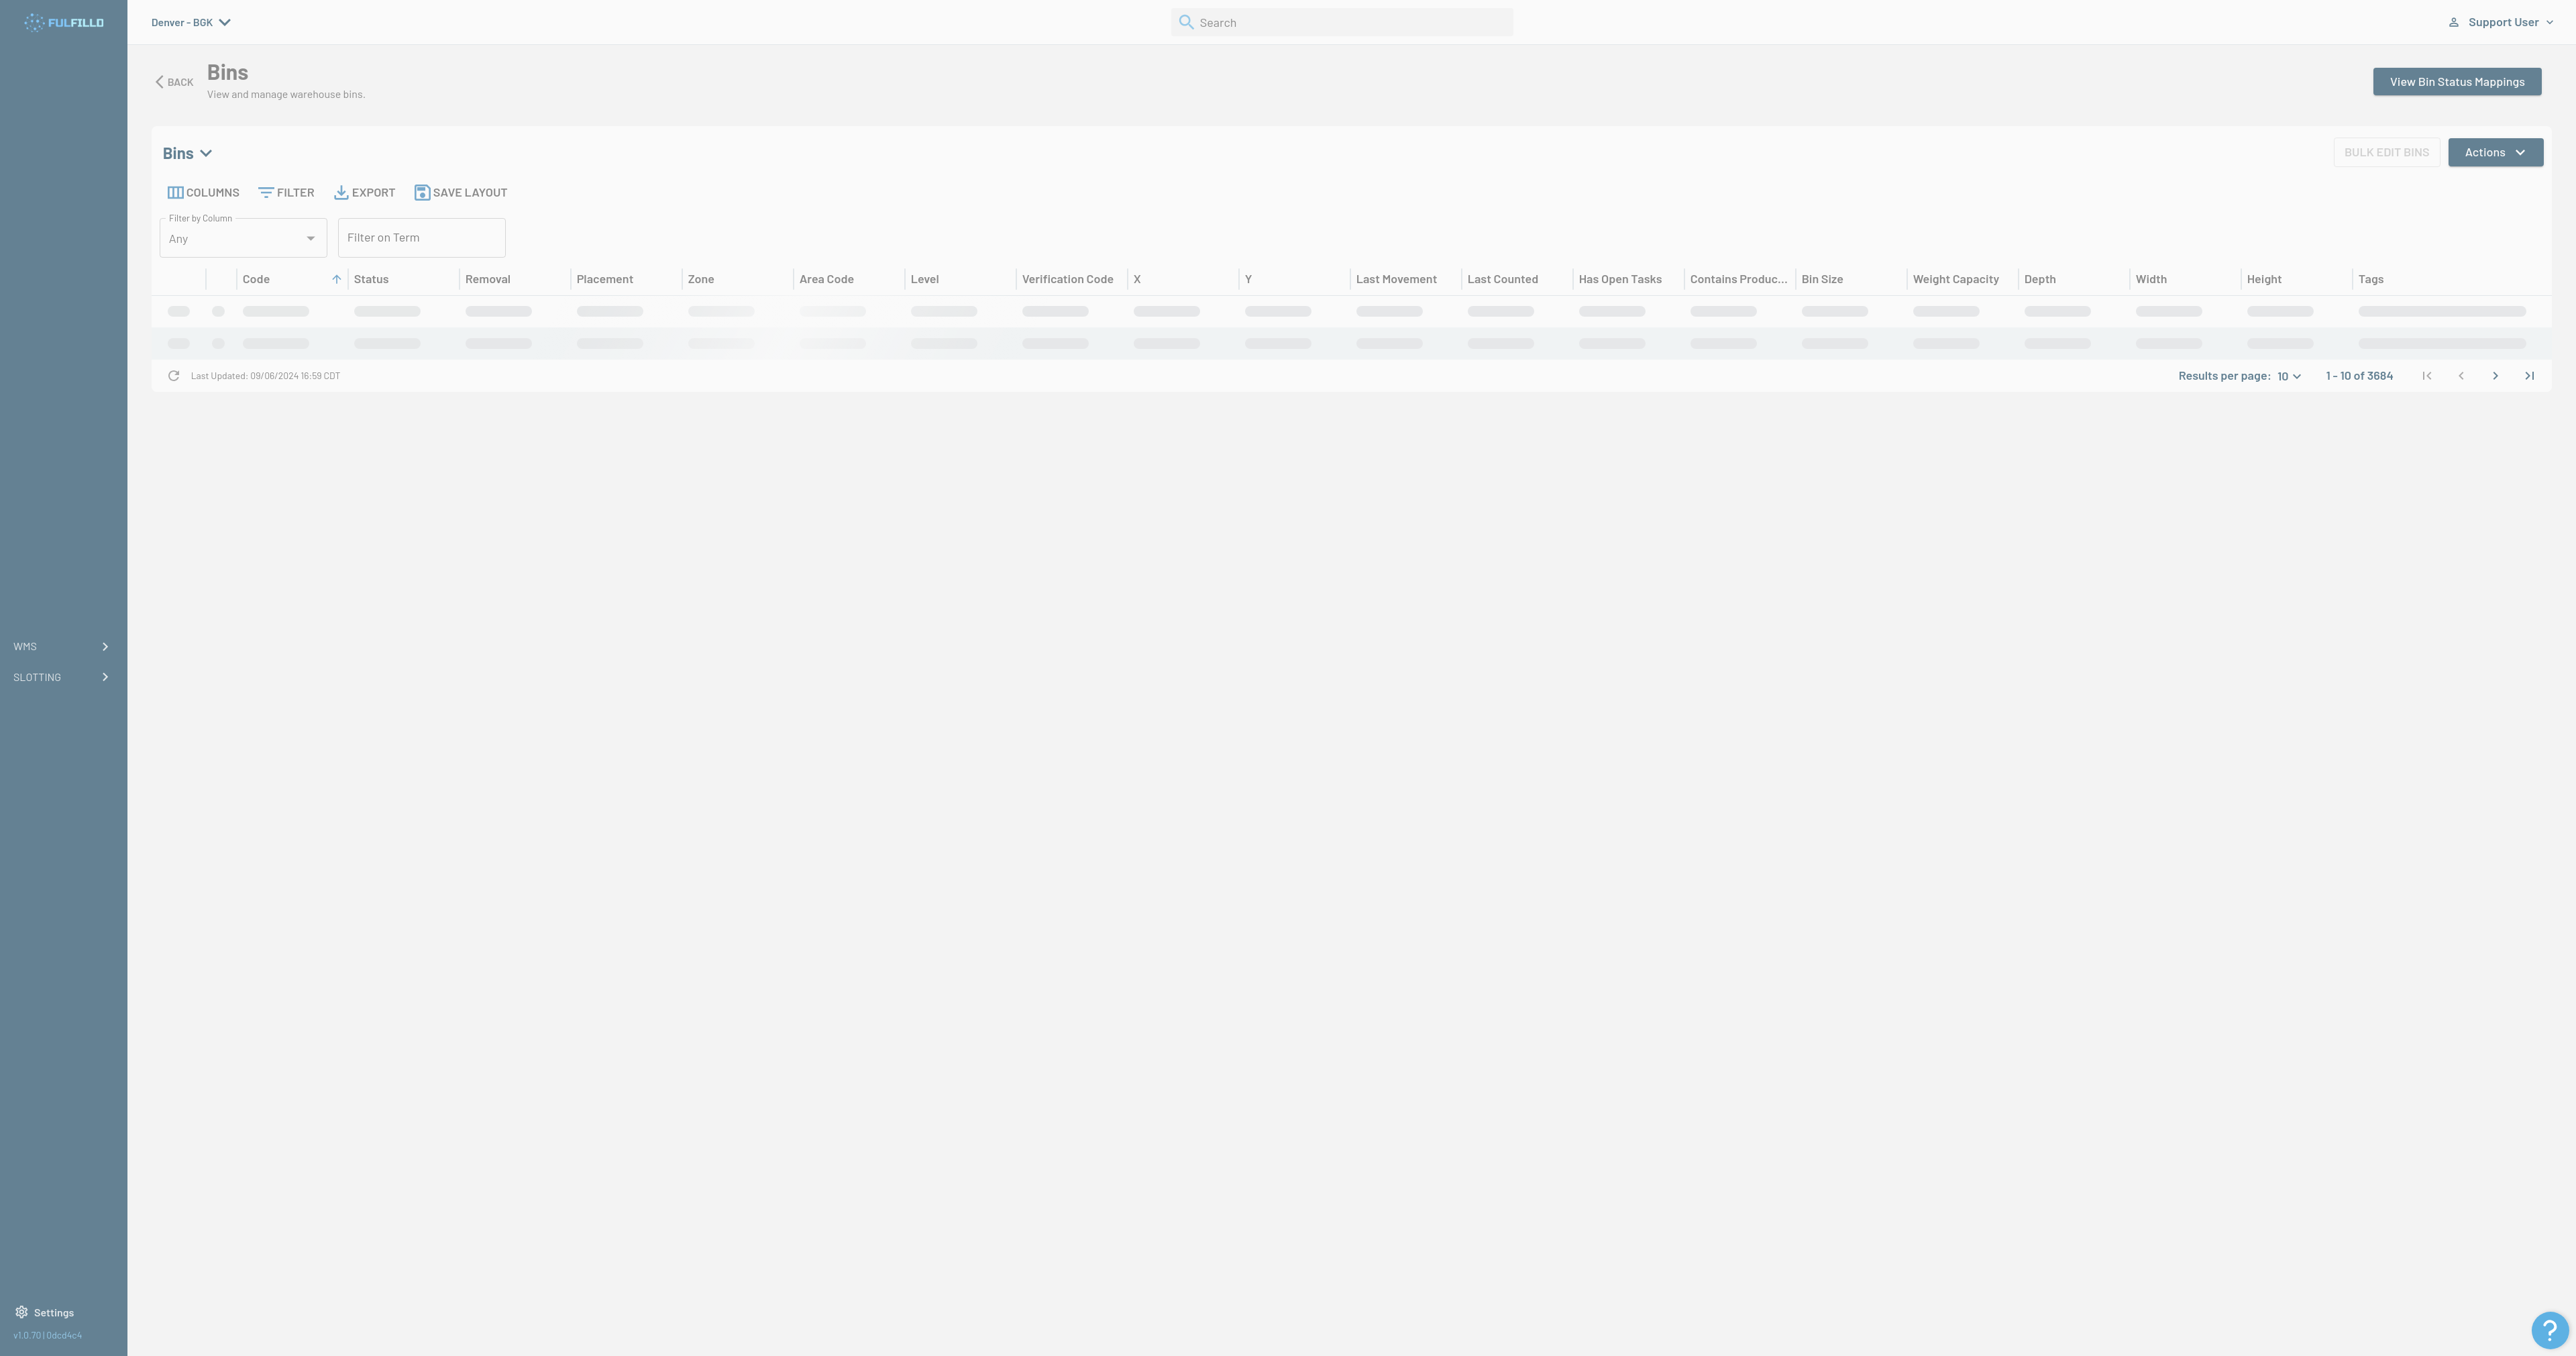 FULFILLD
Denver - BGK
Search
Support User
BACK
Bins
View and manage warehouse bins.
View Bin Status Mappings
Bins
BULK EDIT BINS
Actions
COLUMNS FILTER EXPORT SAVE LAYOUT
Filter by Column
Any
Filter on Term
Code Status Removal Placement Zone Area Code Level Verification Code X Y Last Movement Last Counted Has Open Tasks Contains Produc... Bin Size Weight Capacity Depth Width Height Tags
Last Updated: 09/06/2024 16:59 CDT
Results per page: 10 1 - 10 of 3684
WMS
SLOTTING
Settings
v1.0.70 | 0dcd4c4